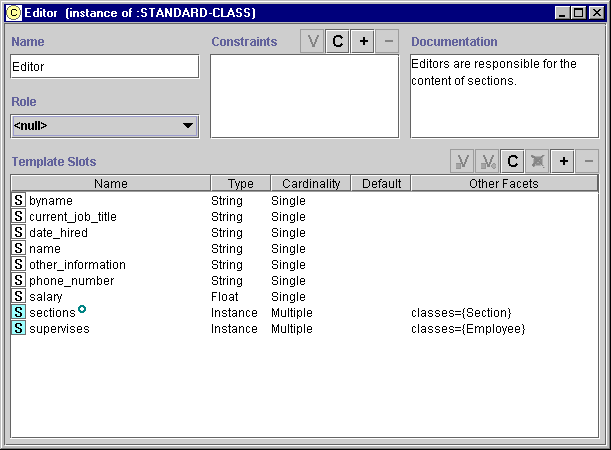 C Editor (instance of :STANDARD-CLASS)
Name
Constraints
V C + −
Documentation
Editor
Editors are responsible for the
content of sections.
Role
<null>
Template Slots
V V C + −
Name Type Cardinality Default Other Facets
S byname String Single
S current_job_title String Single
S date_hired String Single
S name String Single
S other_information String Single
S phone_number String Single
S salary Float Single
S sections Instance Multiple classes={Section}
S supervises Instance Multiple classes={Employee}